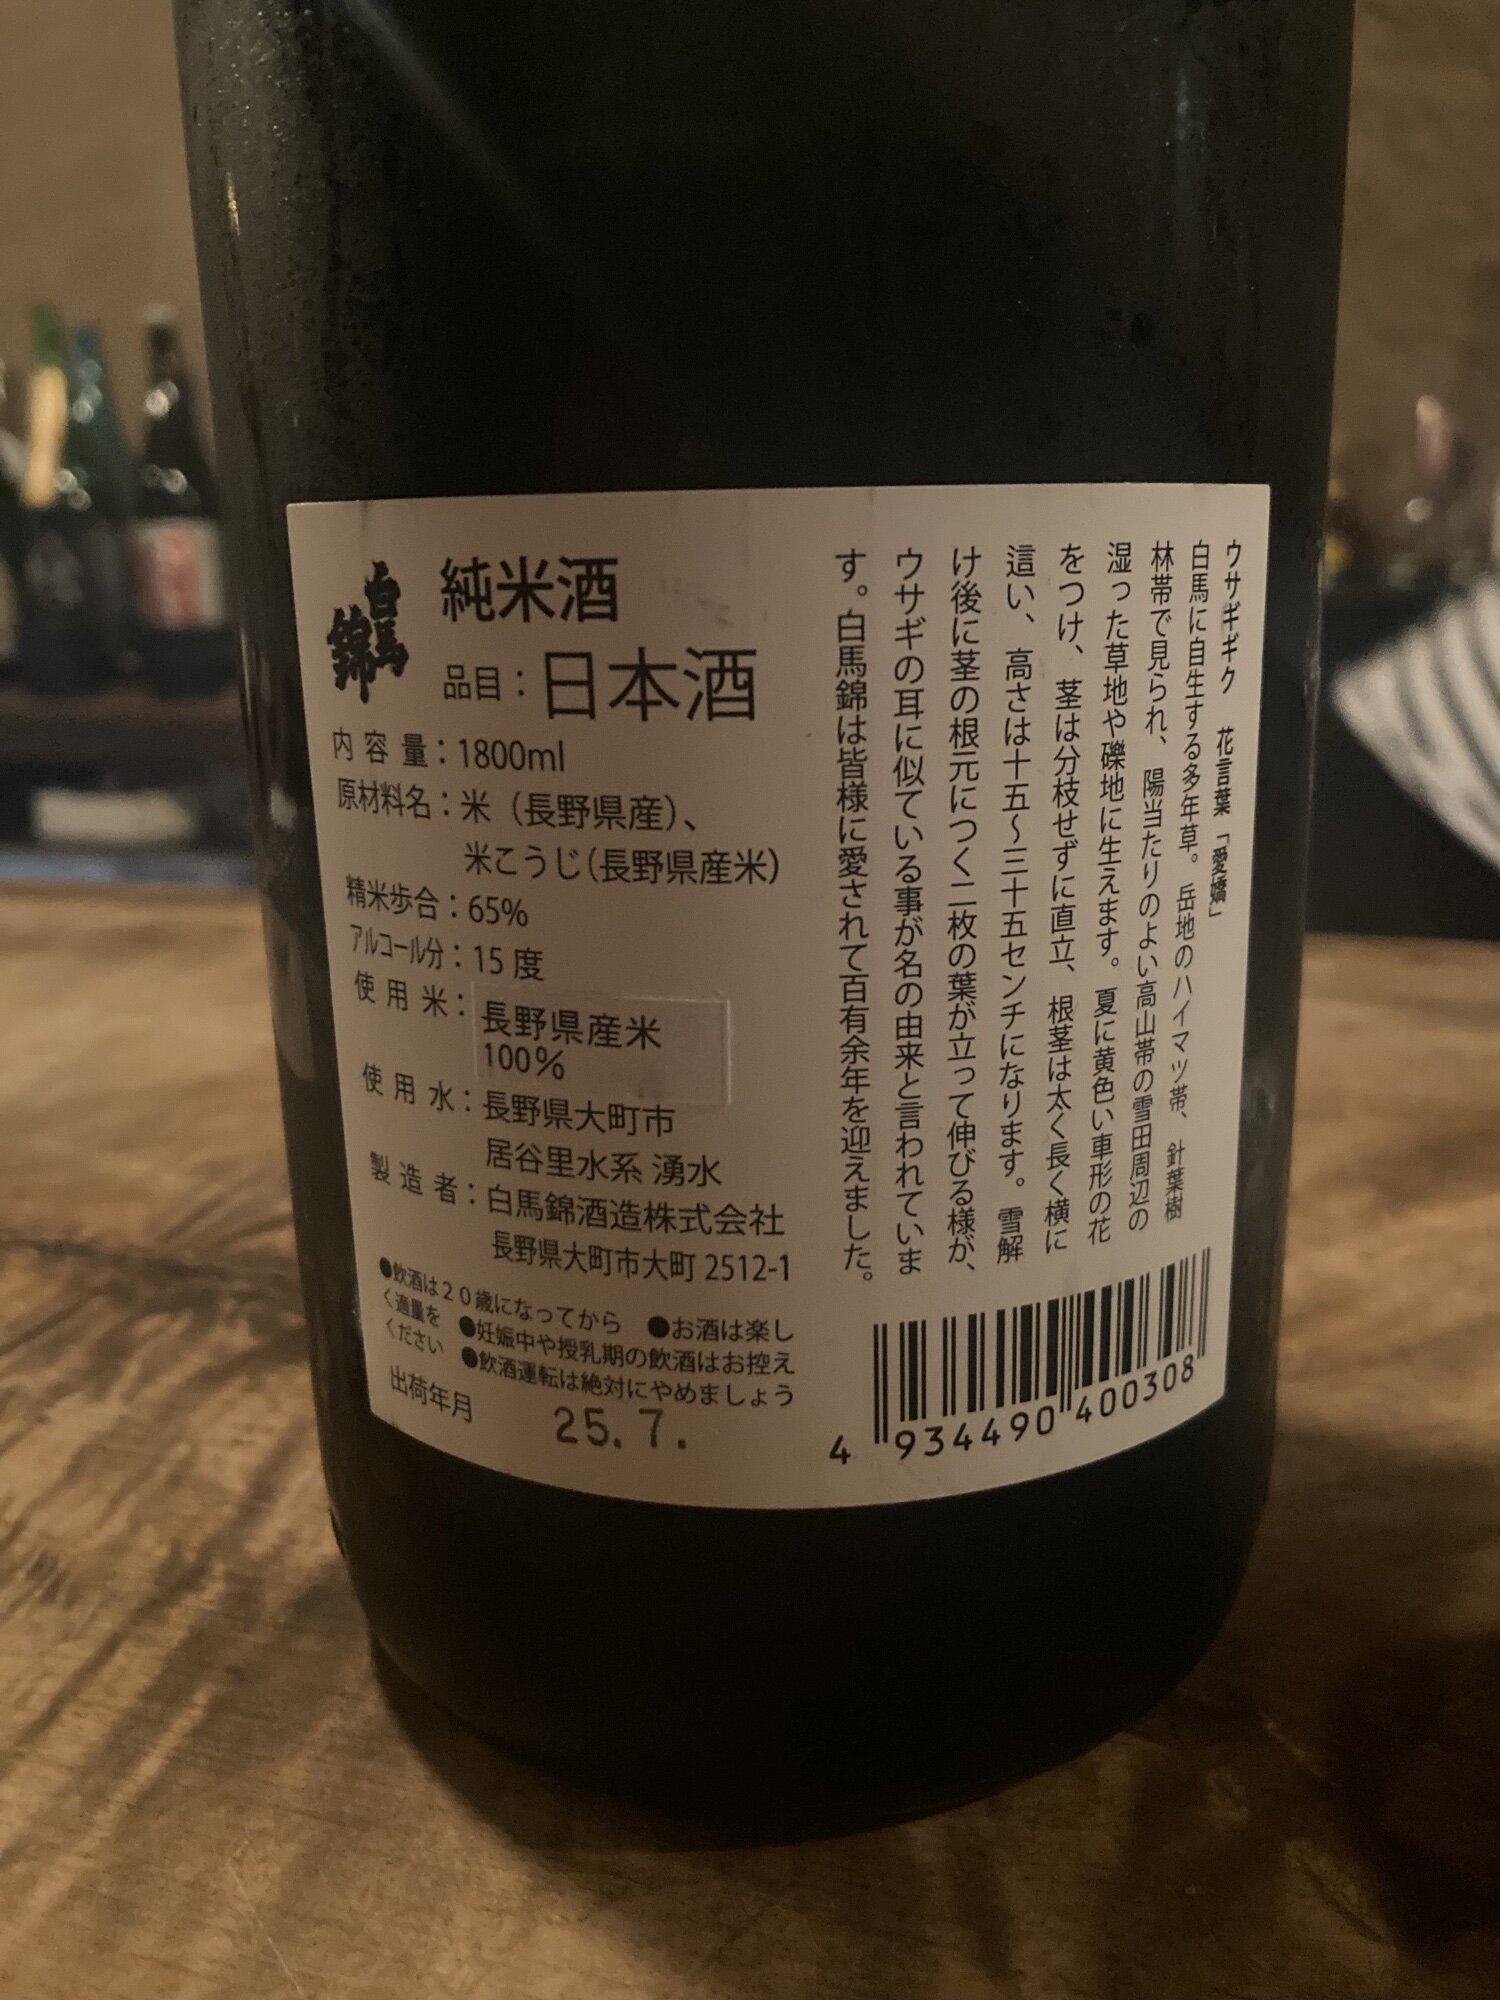 白馬錦
純米酒
品目：日本酒
内容量：1800ml
原材料名：米（長野県産）、
米こうじ（長野県産米）
精米歩合：65%
アルコール分：15度
使用米：長野県産米
100%
使用水：長野県大町市
居谷里水系 湧水
製造者：白馬錦酒造株式会社
長野県大町市大町 2512-1
●飲酒は２０歳になってから ●お酒は楽し
く適量を ●妊娠中や授乳期の飲酒はお控え
ください ●飲酒運転は絶対にやめましょう
出荷年月 25.7.
ウサギギク 花言葉「愛嬌」
白馬に自生する多年草。岳地のハイマツ帯、針葉樹
林帯で見られ、陽当たりのよい高山帯の雪田周辺の
湿った草地や礫地に生えます。夏に黄色い車形の花
をつけ、茎は分枝せずに直立、根茎は太く長く横に
這い、高さは十五〜三十五センチになります。雪解
け後に茎の根元につく二枚の葉が立って伸びる様が、
ウサギの耳に似ている事が名の由来と言われていま
す。白馬錦は皆様に愛されて百有余年を迎えました。
4 934490 400308